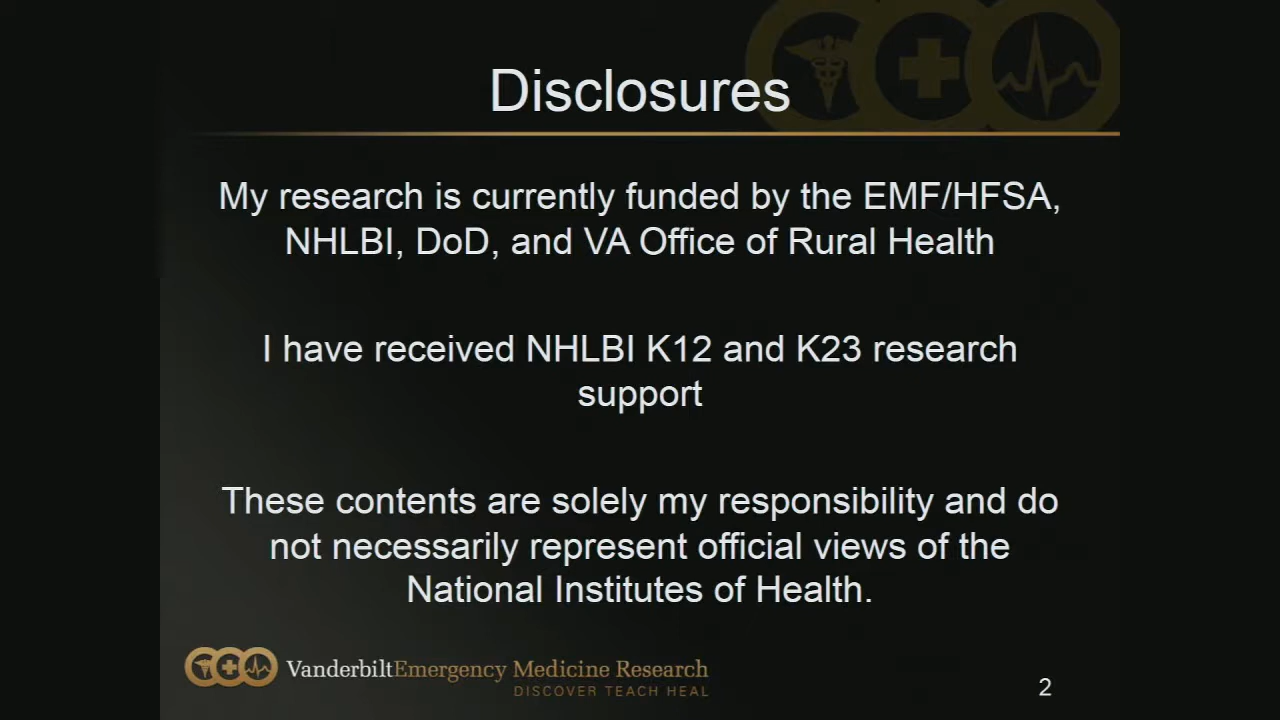 Disclosures
My research is currently funded by the EMF/HFSA,
NHLBI, DoD, and VA Office of Rural Health
I have received NHLBI K12 and K23 research
support
These contents are solely my responsibility and do
not necessarily represent official views of the
National Institutes of Health.
VanderbiltEmergency Medicine Research
DISCOVER TEACH HEAL
2